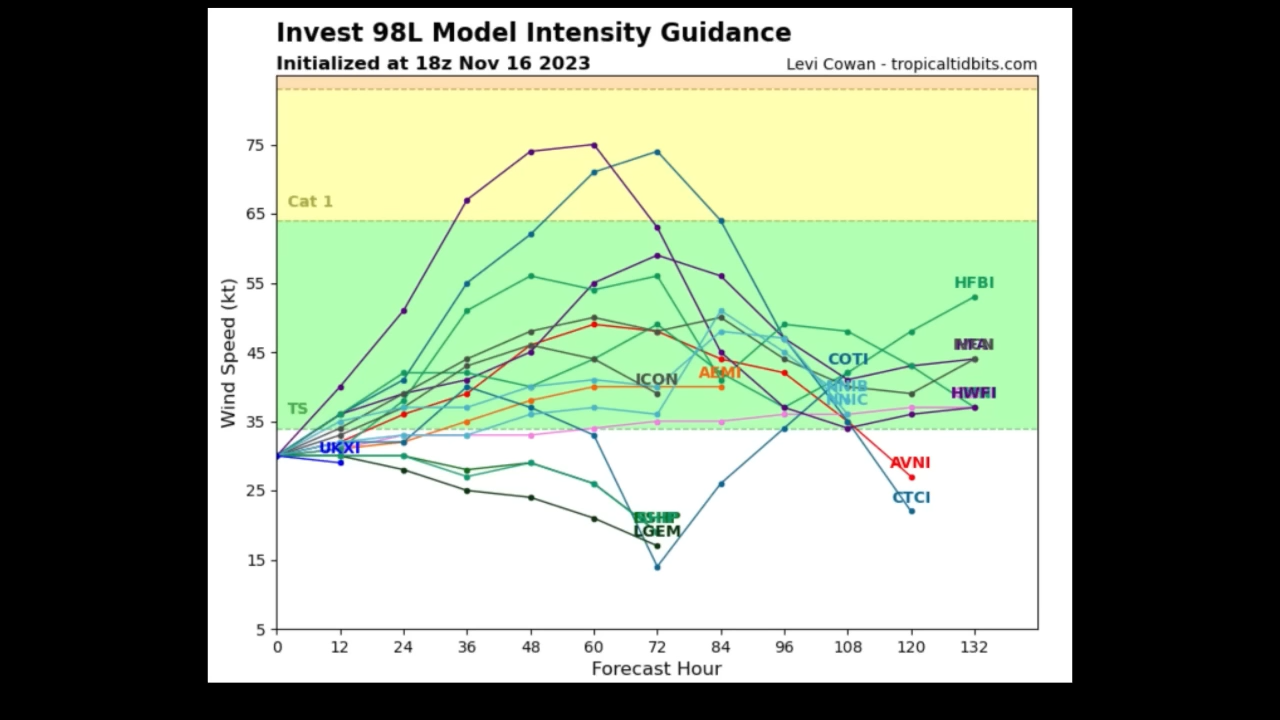 Invest 98L Model Intensity Guidance
Initialized at 18z Nov 16 2023
Levi Cowan - tropicaltidbits.com
Wind Speed (kt)
75
65
55
45
35
25
15
5
Cat 1
TS
HFBI
COTI
AEMI
ICON
NNIC
UKXI
HWFI
AVNI
CTCI
DSHP
LGEM
0 12 24 36 48 60 72 84 96 108 120 132
Forecast Hour